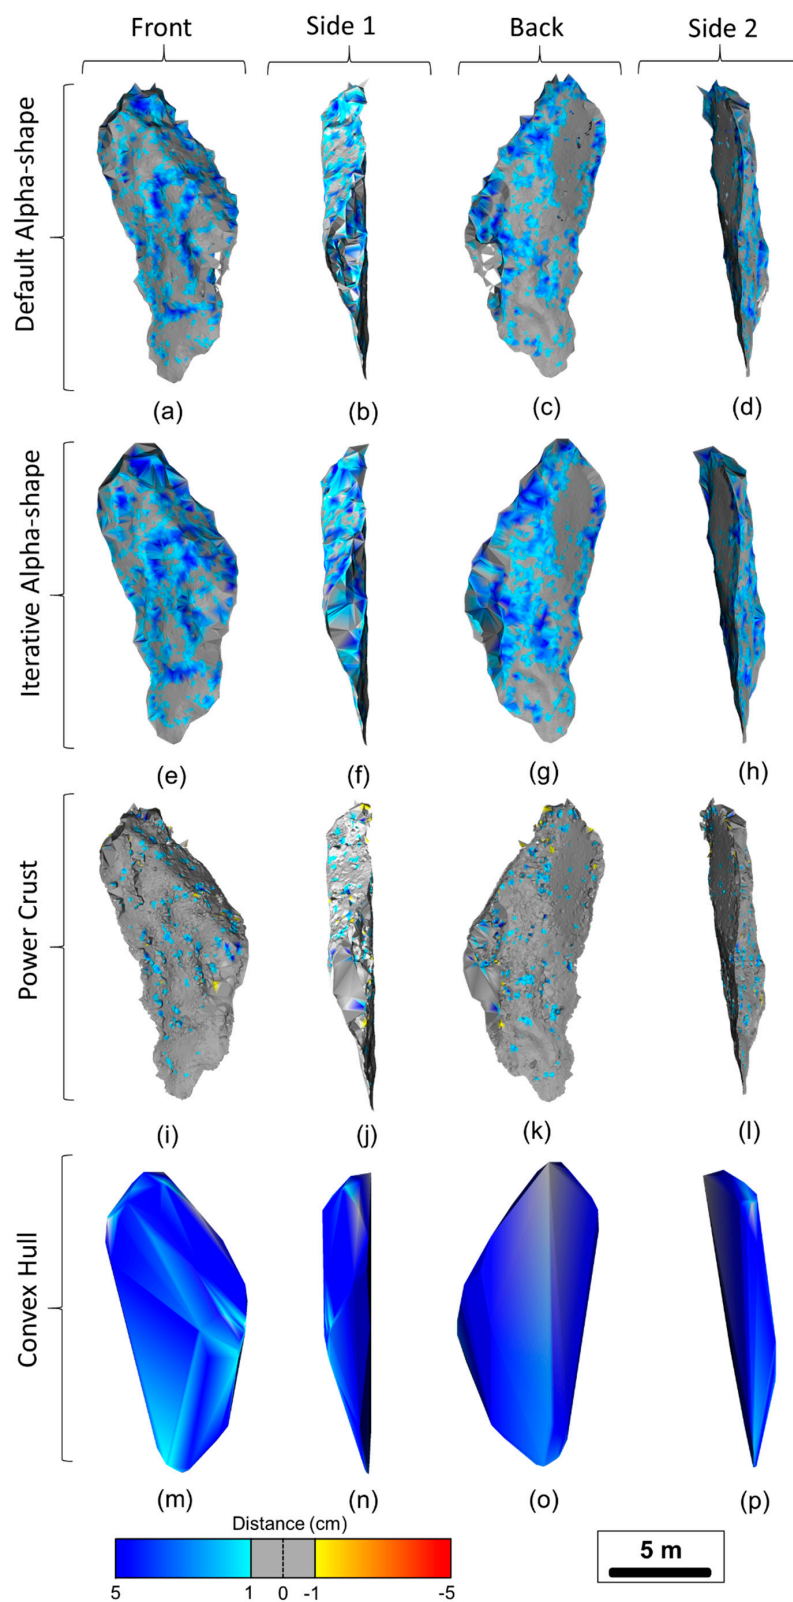 Front Side 1 Back Side 2
Default Alpha-shape
(a) (b) (c) (d)
Iterative Alpha-shape
(e) (f) (g) (h)
Power Crust
(i) (j) (k) (l)
Convex Hull
(m) (n) (o) (p)
Distance (cm)
5 1 0 -1 -5
5 m